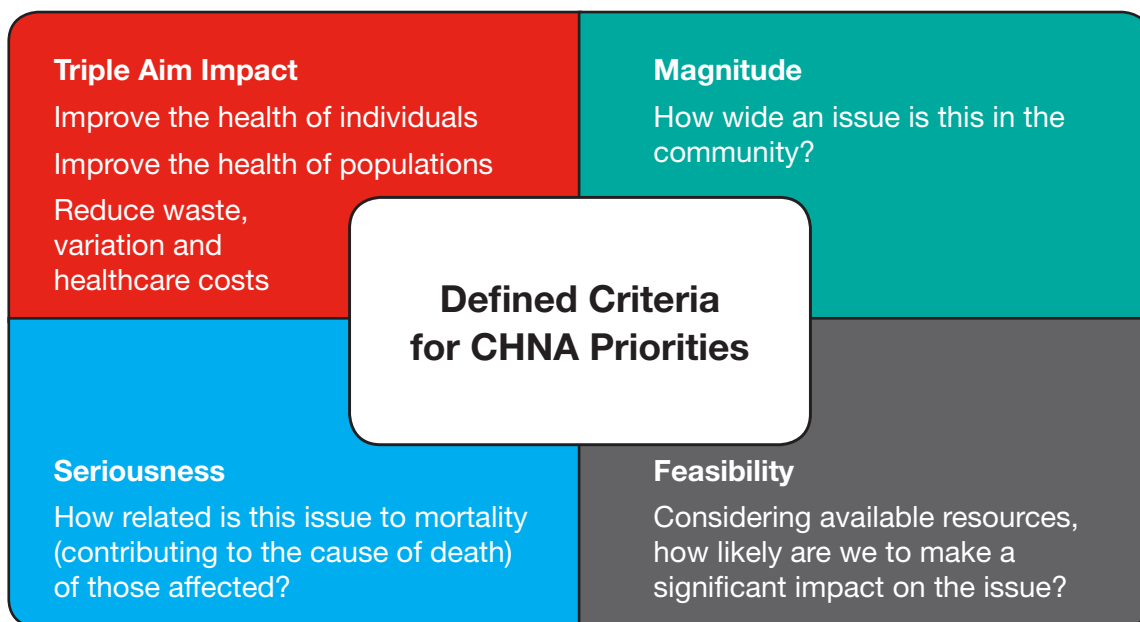 Triple Aim Impact
Improve the health of individuals
Improve the health of populations
Reduce waste,
variation and
healthcare costs
Magnitude
How wide an issue is this in the
community?
Defined Criteria
for CHNA Priorities
Seriousness
How related is this issue to mortality
(contributing to the cause of death)
of those affected?
Feasibility
Considering available resources,
how likely are we to make a
significant impact on the issue?